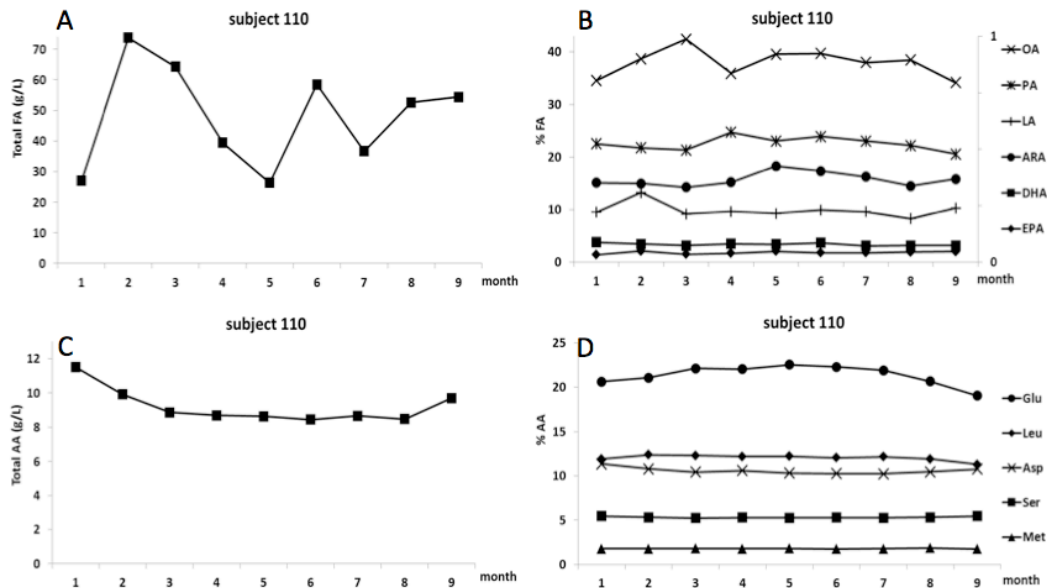 A
subject 110
Total FA (g/L)
70
60
50
40
30
20
10
0
1 2 3 4 5 6 7 8 9 month
B
subject 110
% FA
40
30
20
10
0
1
0
1 2 3 4 5 6 7 8 9 month
OA
PA
LA
ARA
DHA
EPA
C
subject 110
Total AA (g/L)
12
10
8
6
4
2
0
1 2 3 4 5 6 7 8 9 month
D
subject 110
% AA
25
20
15
10
5
0
1 2 3 4 5 6 7 8 9 month
Glu
Leu
Asp
Ser
Met